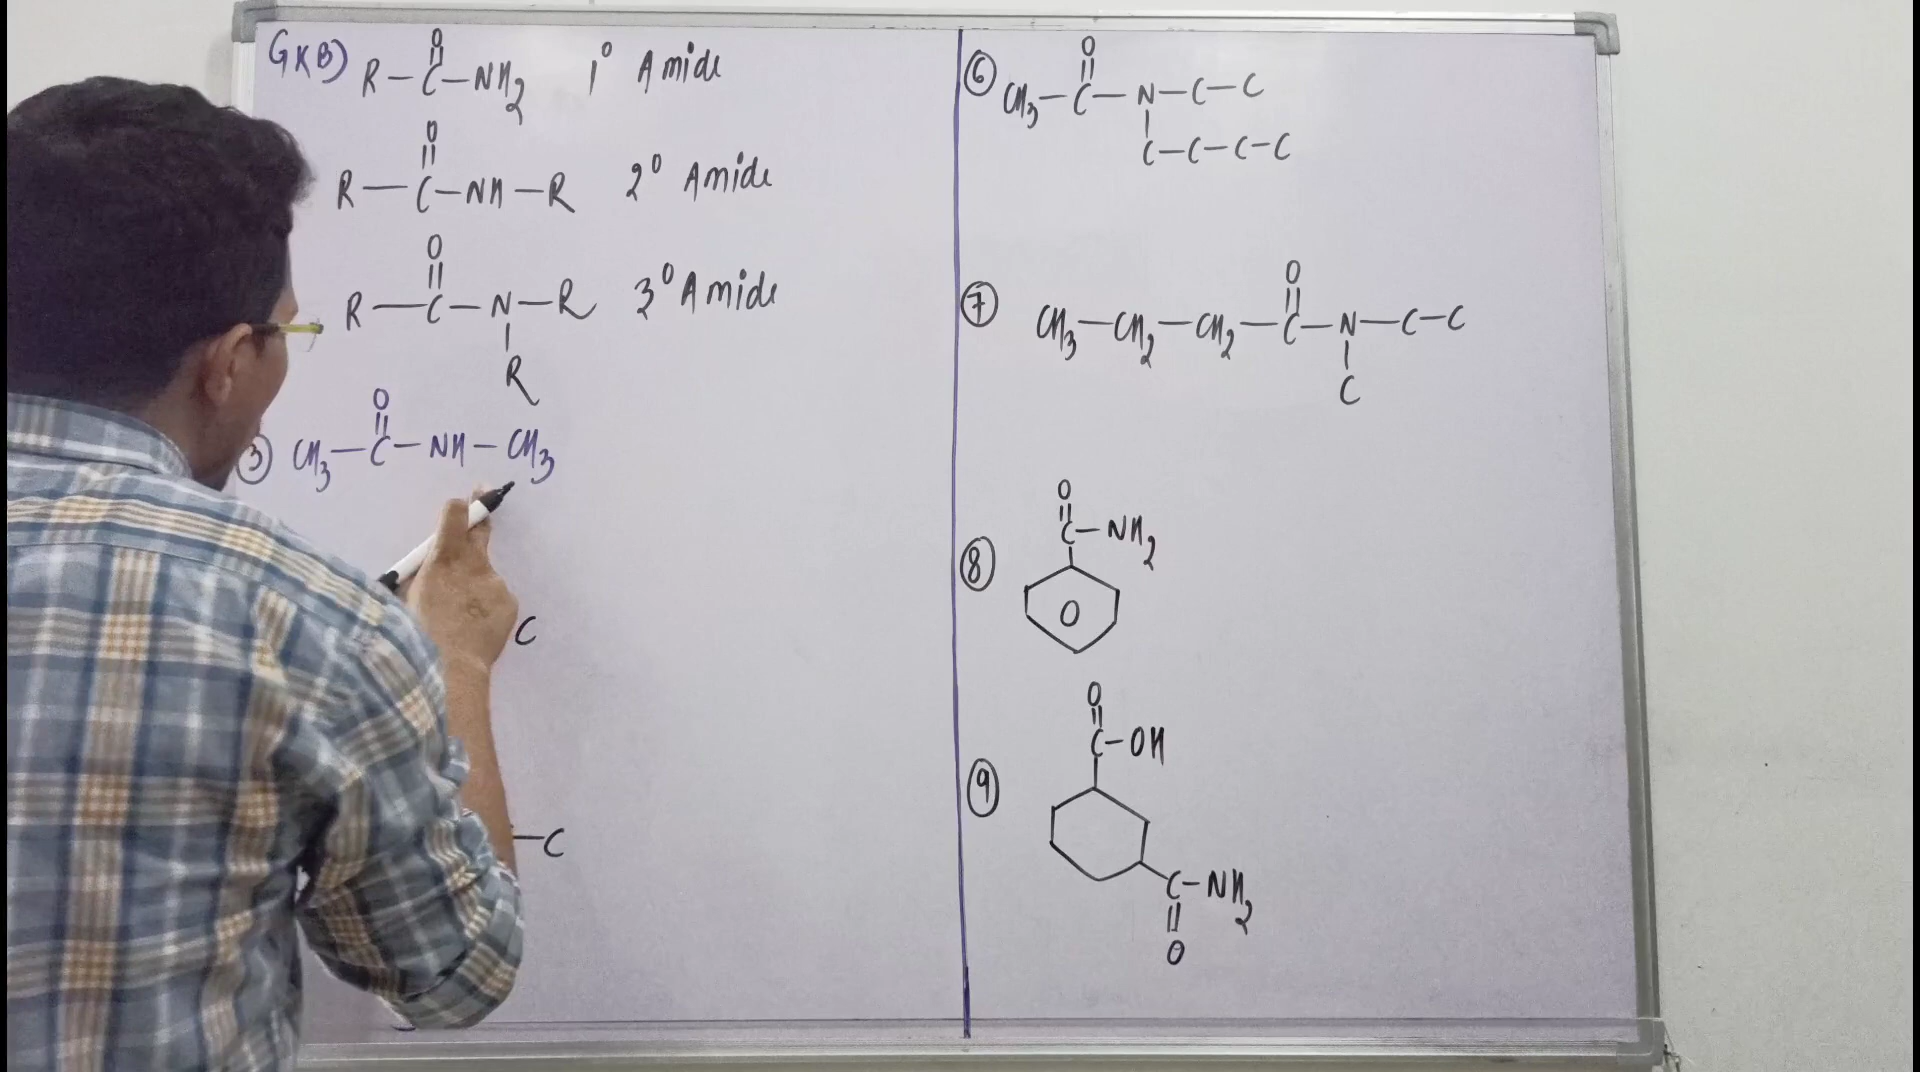 GKB)
O
R-C-NH2 1° Amide
O
R-C-NH-R 2° Amide
O
R-C-N-R 3° Amide
R
O
③ CH3-C-NH-CH3
C
-C
⑥
O
CH3-C-N-C-C
C-C-C-C
⑦
O
CH3-CH2-CH2-C-N-C-C
C
⑧
O
C-NH2
O
⑨
O
C-OH
C-NH2
O